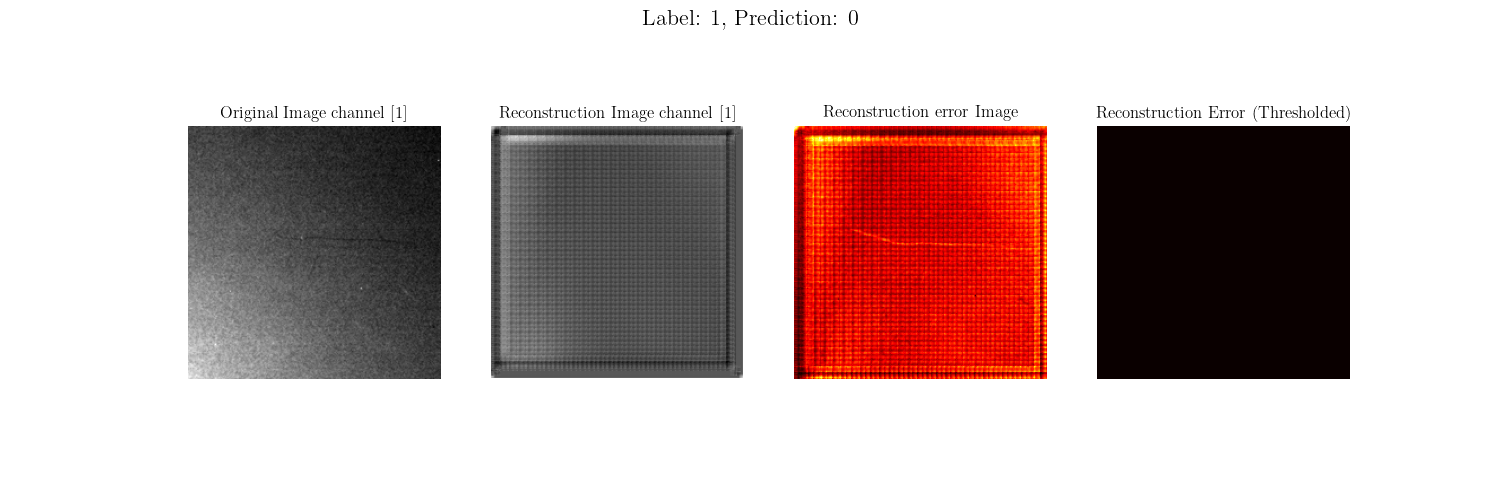 Label: 1, Prediction: 0
Original Image channel [1]
Reconstruction Image channel [1]
Reconstruction error Image
Reconstruction Error (Thresholded)